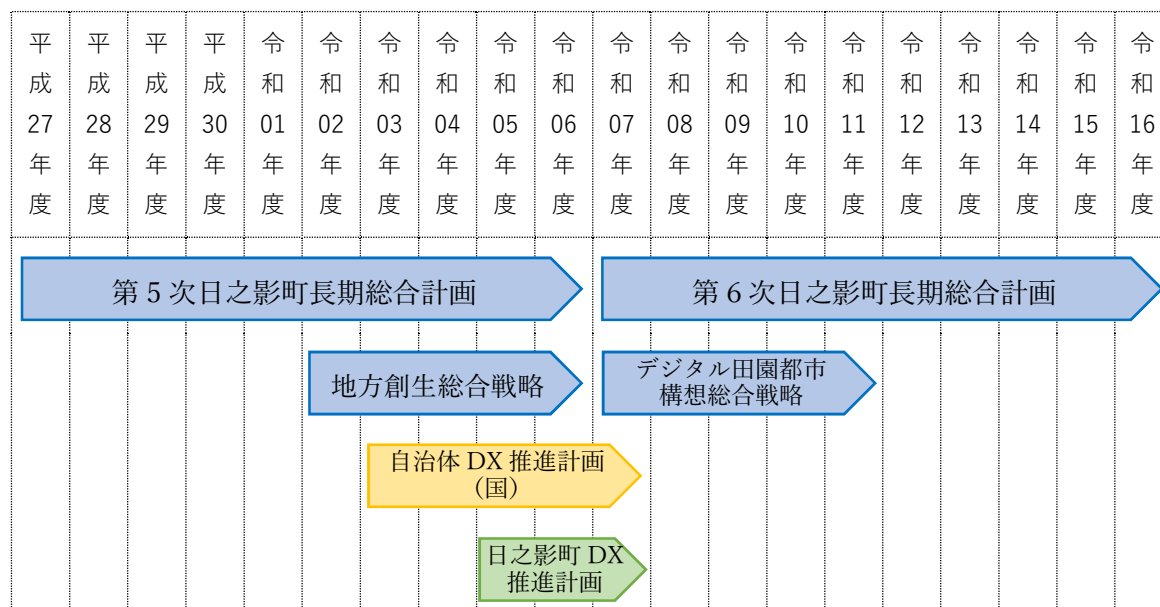 平成27年度
平成28年度
平成29年度
平成30年度
令和01年度
令和02年度
令和03年度
令和04年度
令和05年度
令和06年度
令和07年度
令和08年度
令和09年度
令和10年度
令和11年度
令和12年度
令和13年度
令和14年度
令和15年度
令和16年度
第5次日之影町長期総合計画
第6次日之影町長期総合計画
地方創生総合戦略
デジタル田園都市
構想総合戦略
自治体 DX 推進計画
（国）
日之影町 DX
推進計画